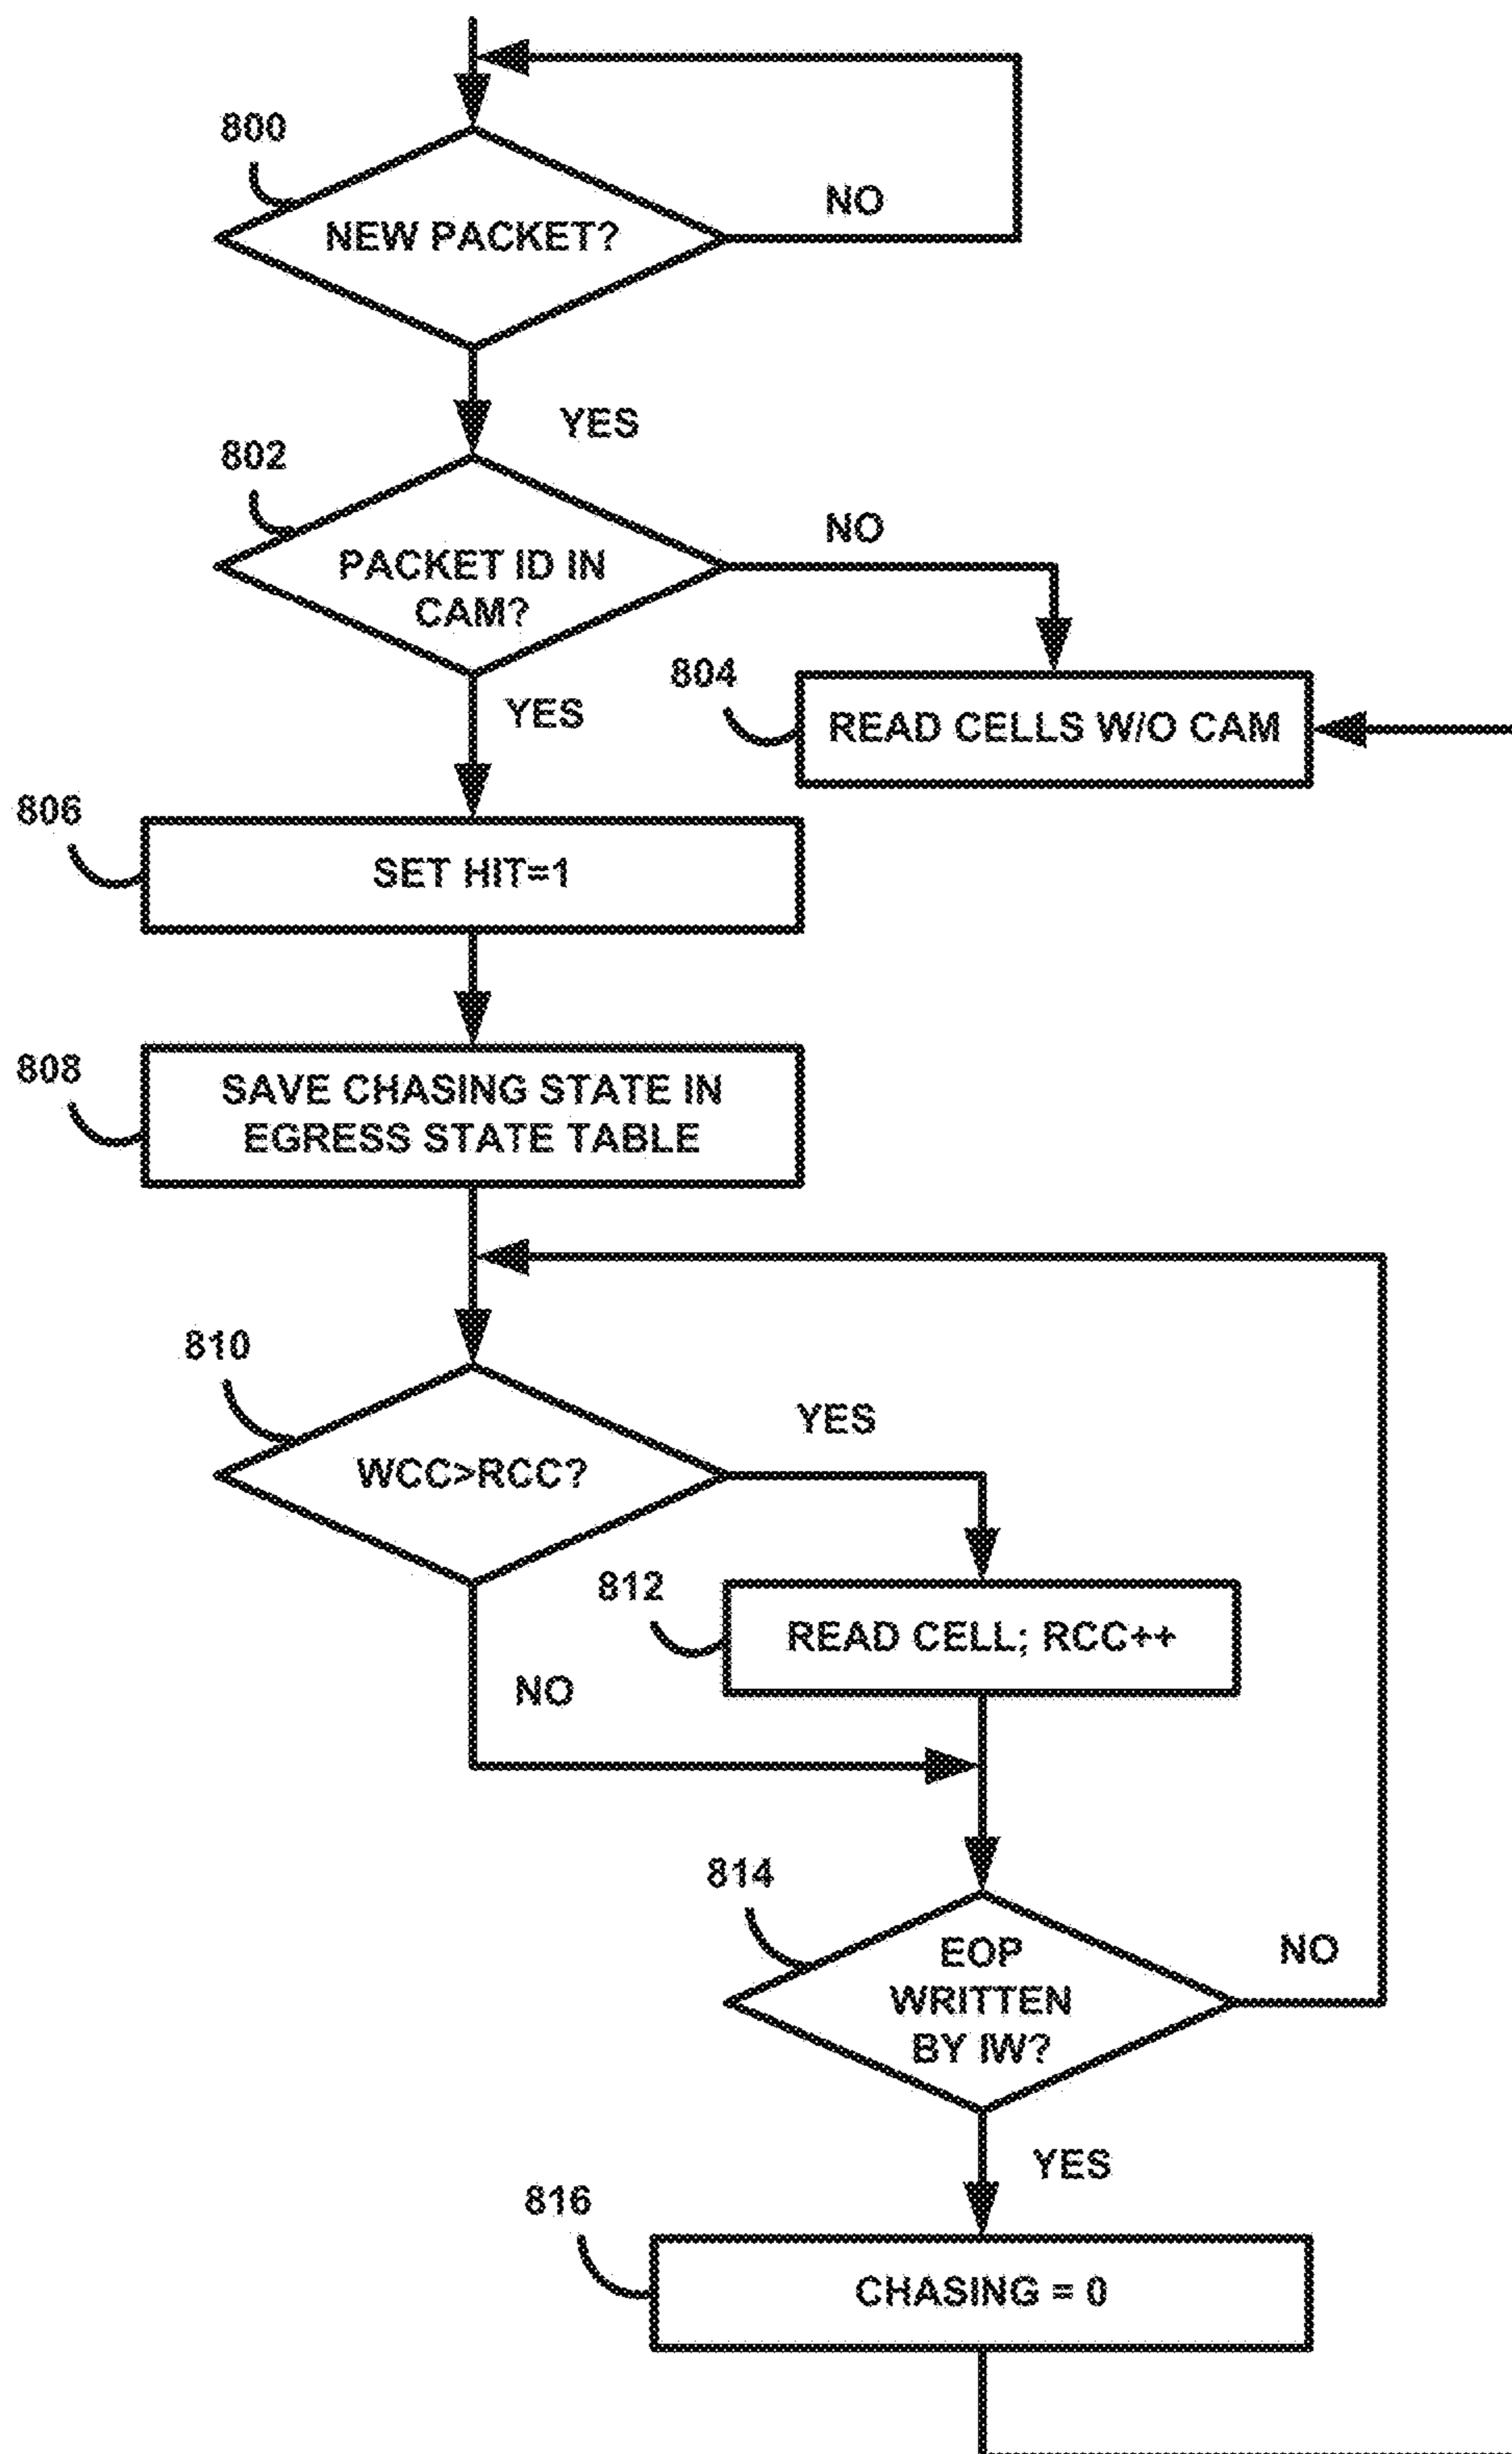 800
NEW PACKET?
NO
YES
802
PACKET ID IN
CAM?
NO
YES
804
READ CELLS W/O CAM
806
SET HIT=1
808
SAVE CHASING STATE IN
EGRESS STATE TABLE
810
WCC>RCC?
YES
812
READ CELL; RCC++
NO
814
EOP
WRITTEN
BY IW?
NO
YES
816
CHASING = 0